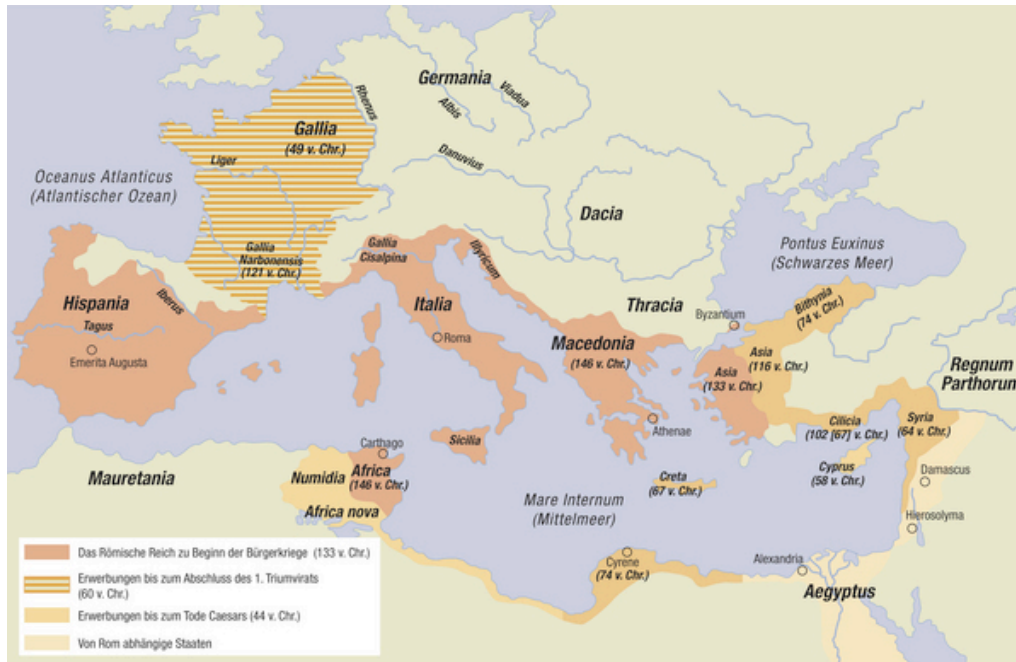 Germania
Viadua
Albis
Rhenus
Gallia
(49 v. Chr.)
Liger
Danuvius
Oceanus Atlanticus
(Atlantischer Ozean)
Dacia
Pontus Euxinus
(Schwarzes Meer)
Gallia
Narbonensis
(121 v. Chr.)
Gallia
Cisalpina
Illyricum
Hispania
Iberus
Tagus
Emerita Augusta
Italia
Roma
Thracia
Byzantium
Bithynia
(74 v. Chr.)
Macedonia
(146 v. Chr.)
Asia
(116 v. Chr.)
Asia
(133 v. Chr.)
Regnum
Parthorum
Athenae
Cilicia
(102 [67] v. Chr.)
Syria
(64 v. Chr.)
Sicilia
Carthago
Mauretania
Numidia
Africa
(146 v. Chr.)
Africa nova
Creta
(67 v. Chr.)
Cyprus
(58 v. Chr.)
Damascus
Mare Internum
(Mittelmeer)
Hierosolyma
Cyrene
(74 v. Chr.)
Alexandria
Aegyptus
Das Römische Reich zu Beginn der Bürgerkriege (133 v. Chr.)
Erwerbungen bis zum Abschluss des 1. Triumvirats
(60 v. Chr.)
Erwerbungen bis zum Tode Caesars (44 v. Chr.)
Von Rom abhängige Staaten